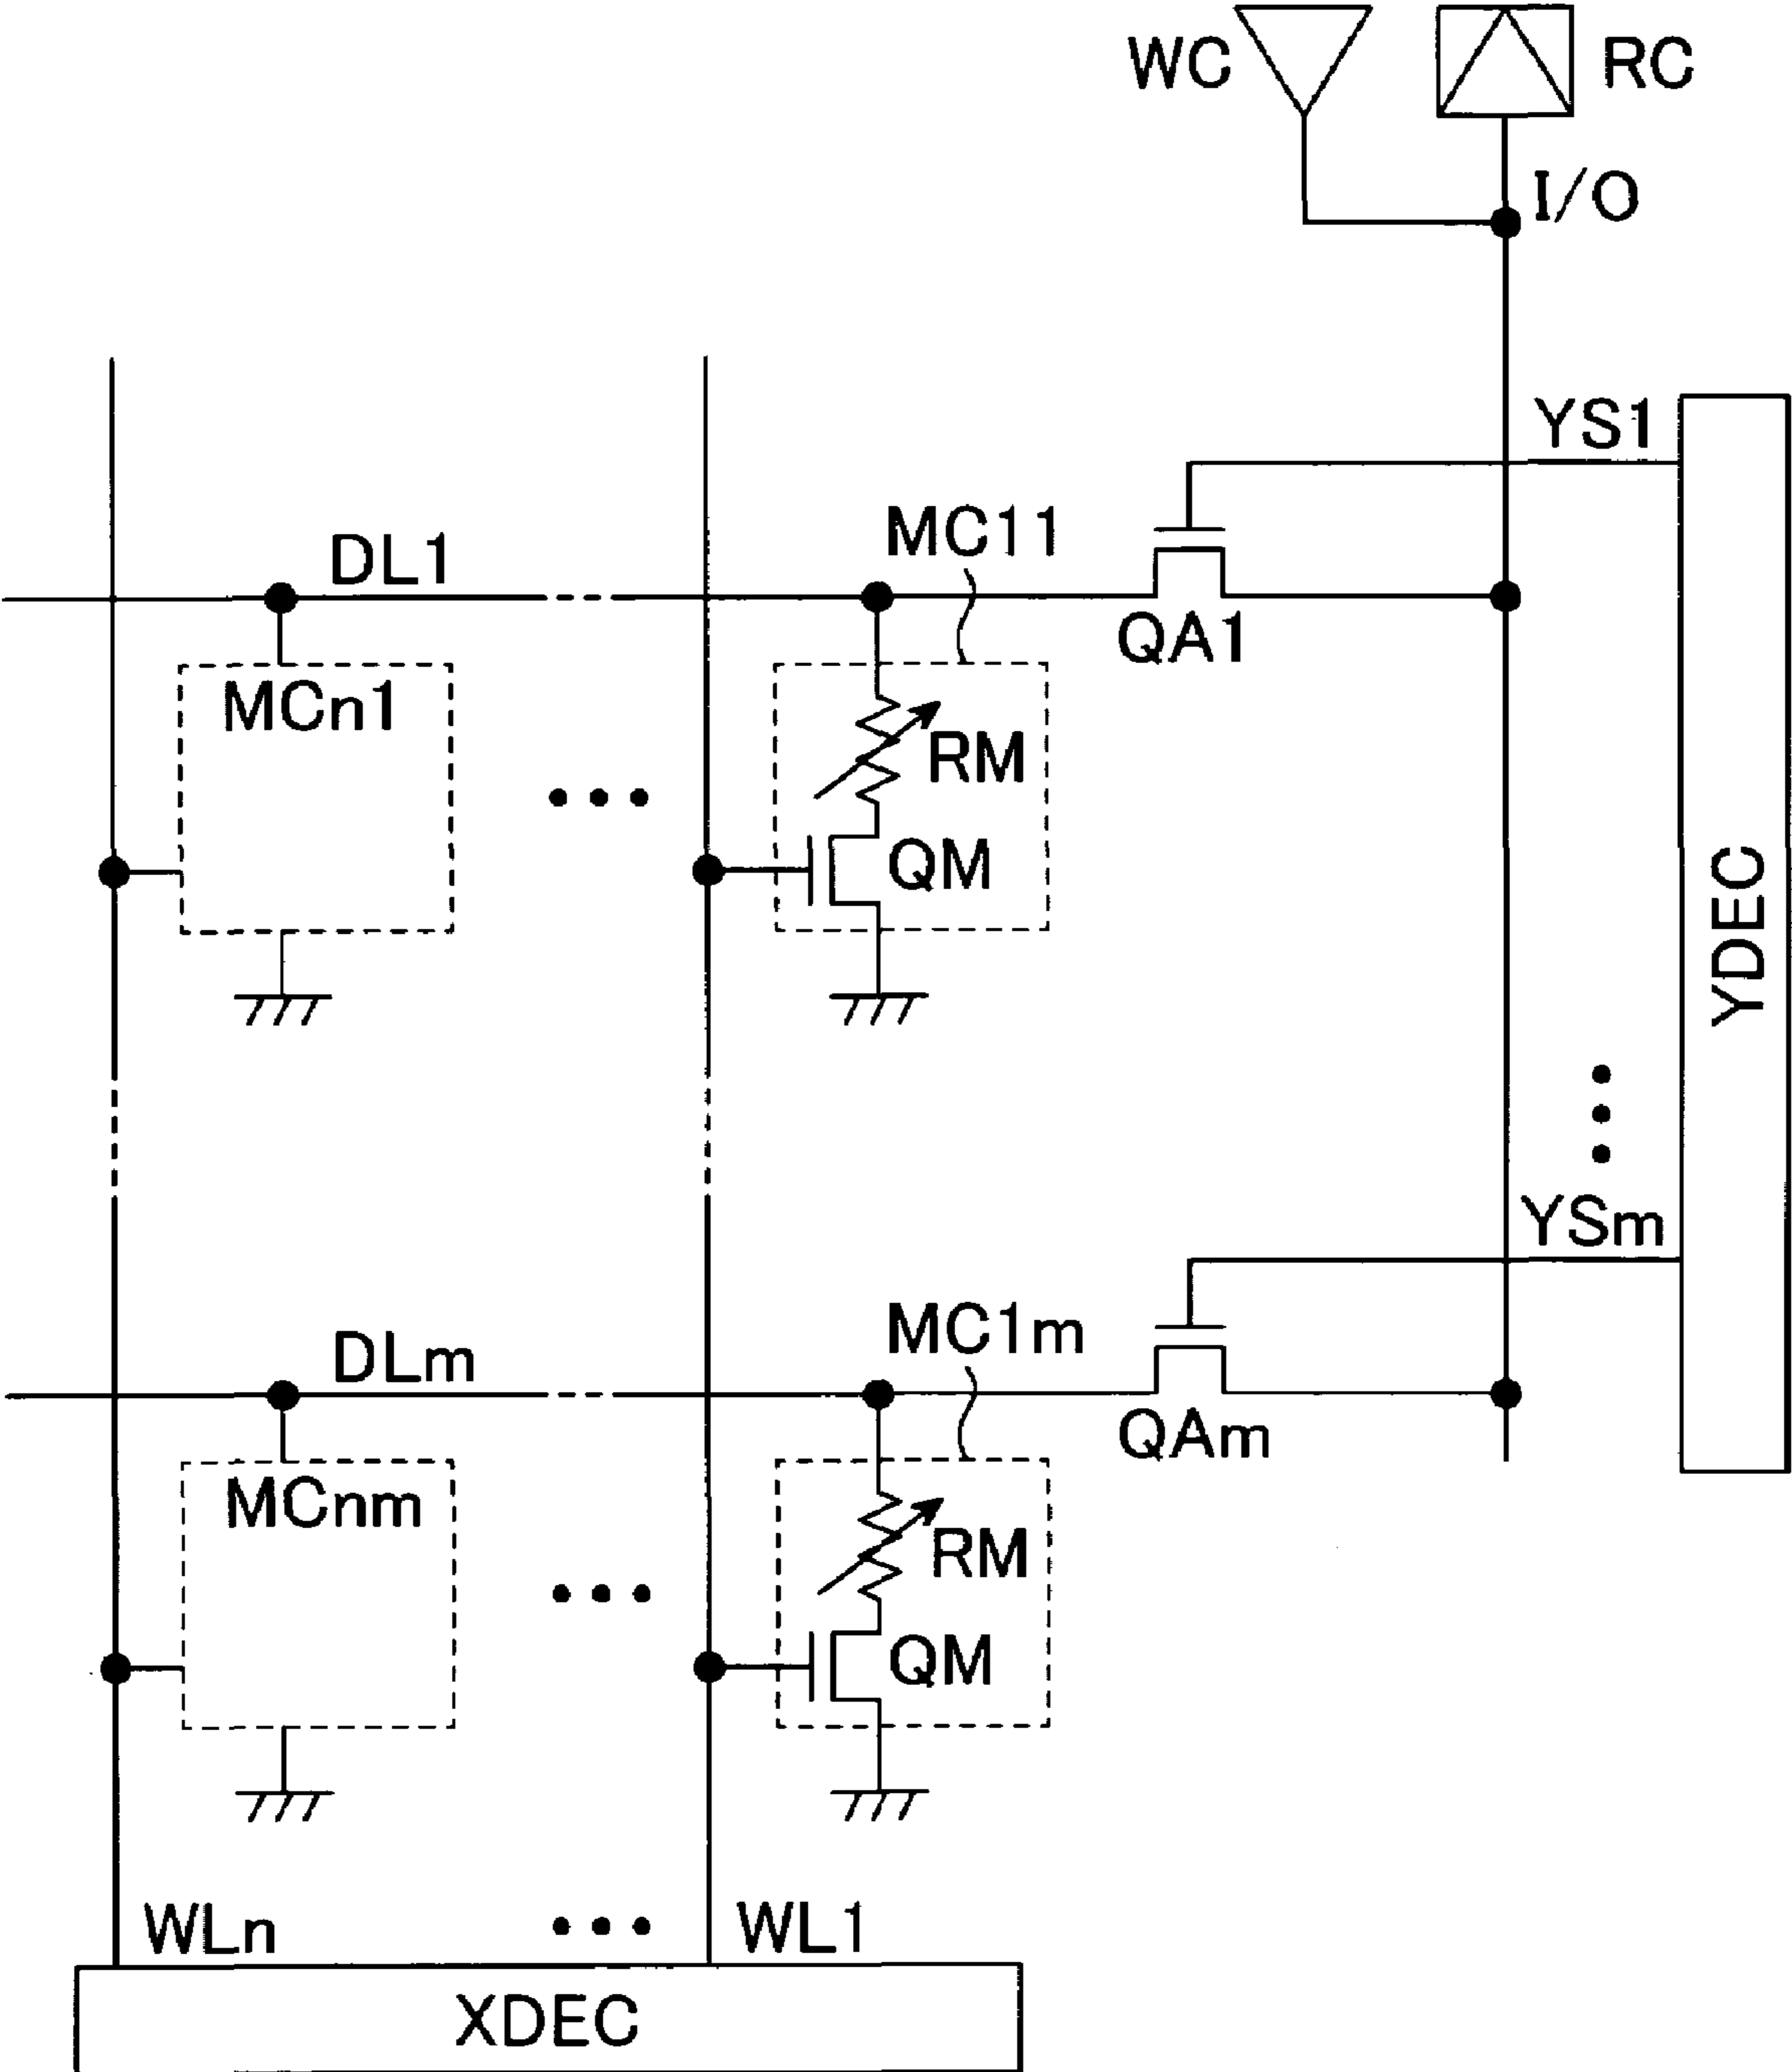 WC
RC
I/O
YS1
MC11
DL1
QA1
MCn1
RM
QM
YDEC
YSm
MC1m
DLm
QAm
MCnm
RM
QM
WLn
WL1
XDEC